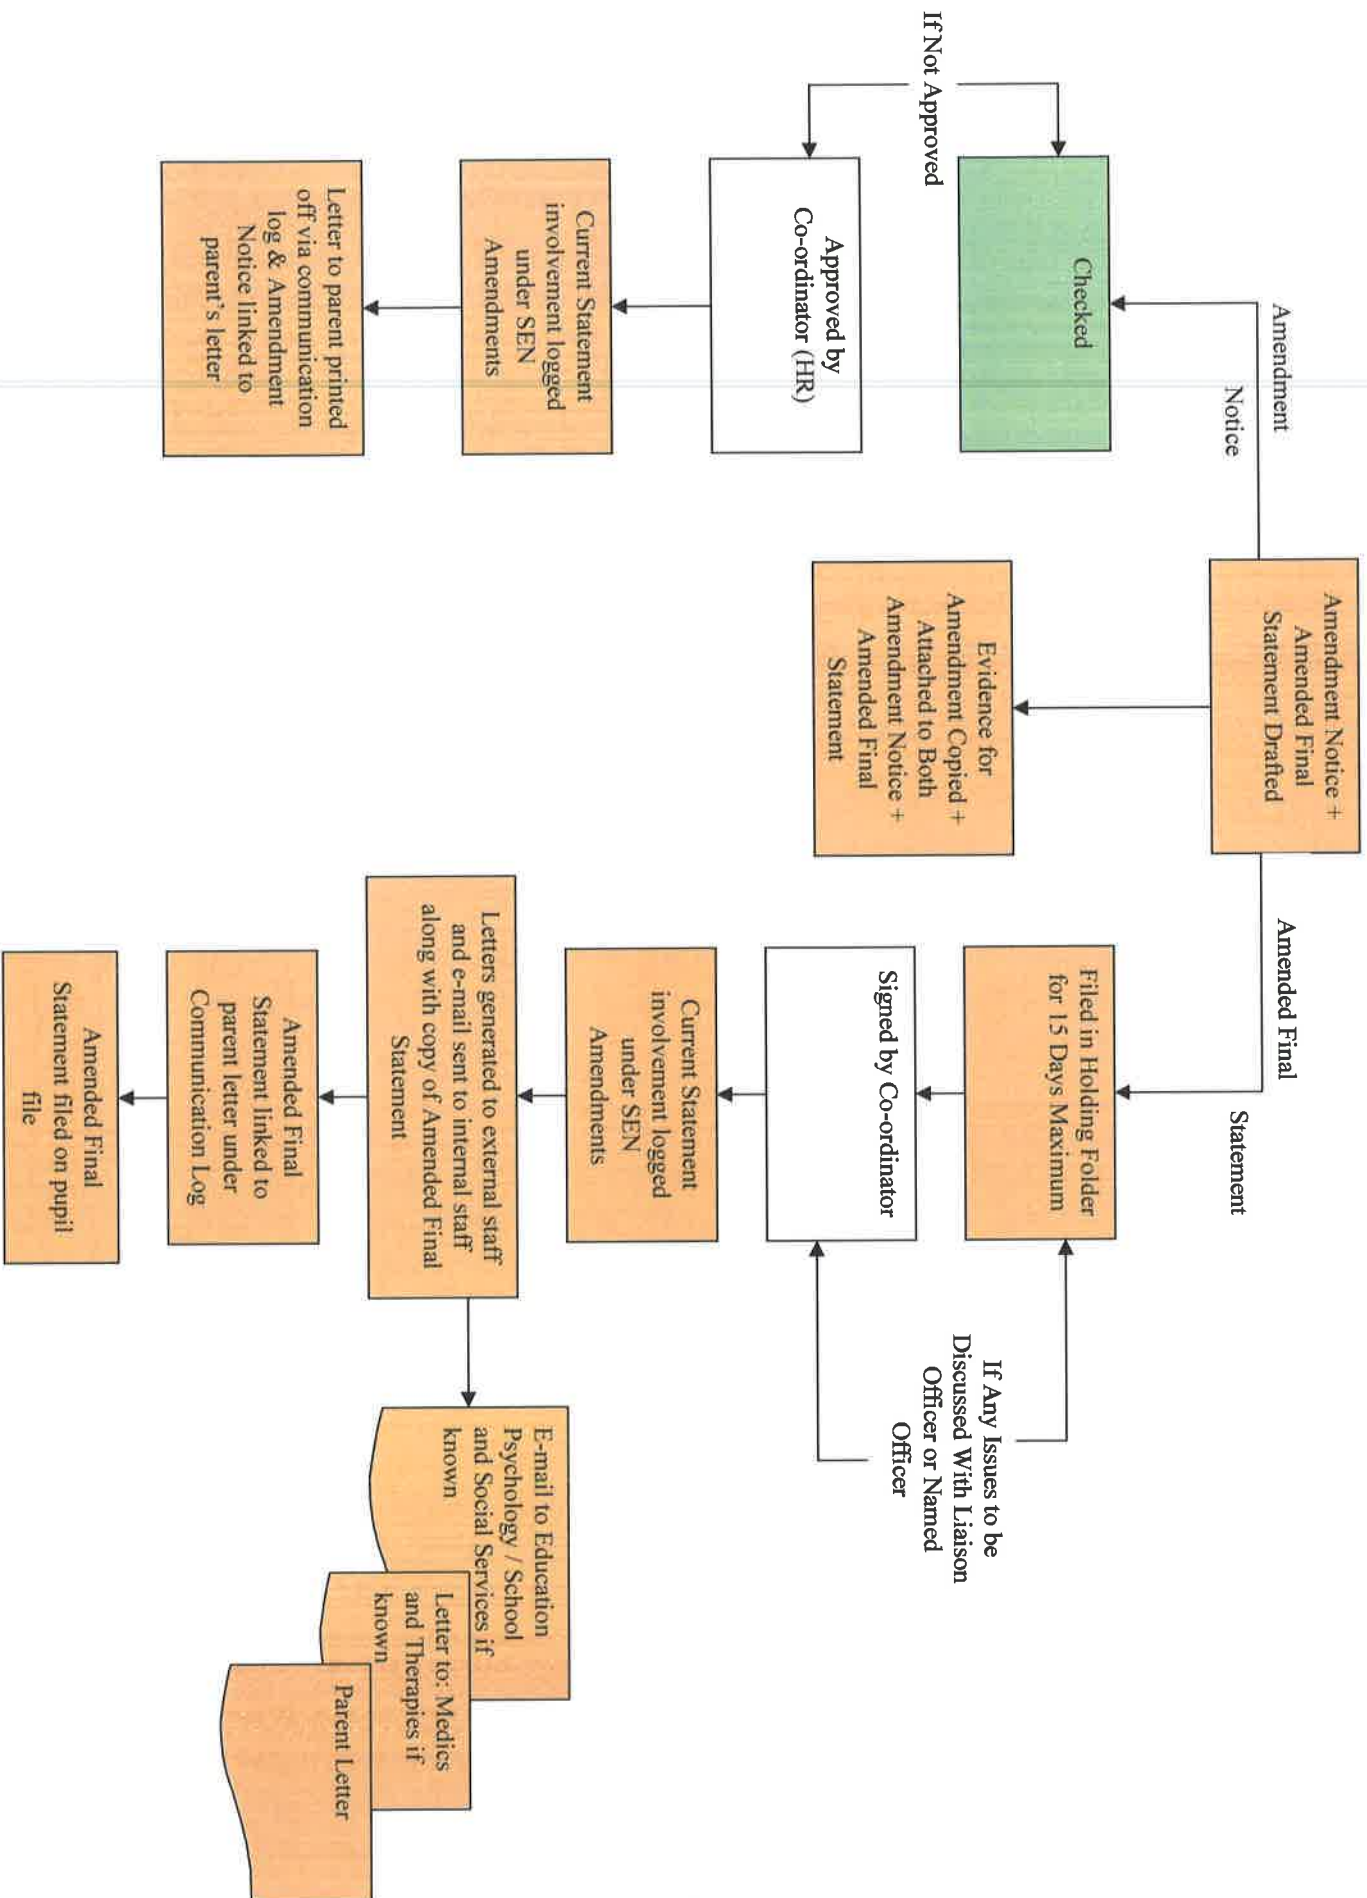 Amendment Notice +
Amended Final
Statement Drafted
Amendment
Notice
Amended Final
Statement
Checked
Evidence for
Amendment Copied +
Attached to Both
Amendment Notice +
Amended Final
Statement
Filed in Holding Folder
for 15 Days Maximum
If Not Approved
If Any Issues to be
Discussed With Liaison
Officer or Named
Officer
Approved by
Co-ordinator (HR)
Signed by Co-ordinator
Current Statement
involvement logged
under SEN
Amendments
Current Statement
involvement logged
under SEN
Amendments
Letter to parent printed
off via communication
log & Amendment
Notice linked to
parent's letter
Letters generated to external staff
and e-mail sent to internal staff
along with copy of Amended Final
Statement
E-mail to Education
Psychology / School
and Social Services if
known
Letter to: Medics
and Therapies if
known
Parent Letter
Amended Final
Statement linked to
parent letter under
Communication Log
Amended Final
Statement filed on pupil
file